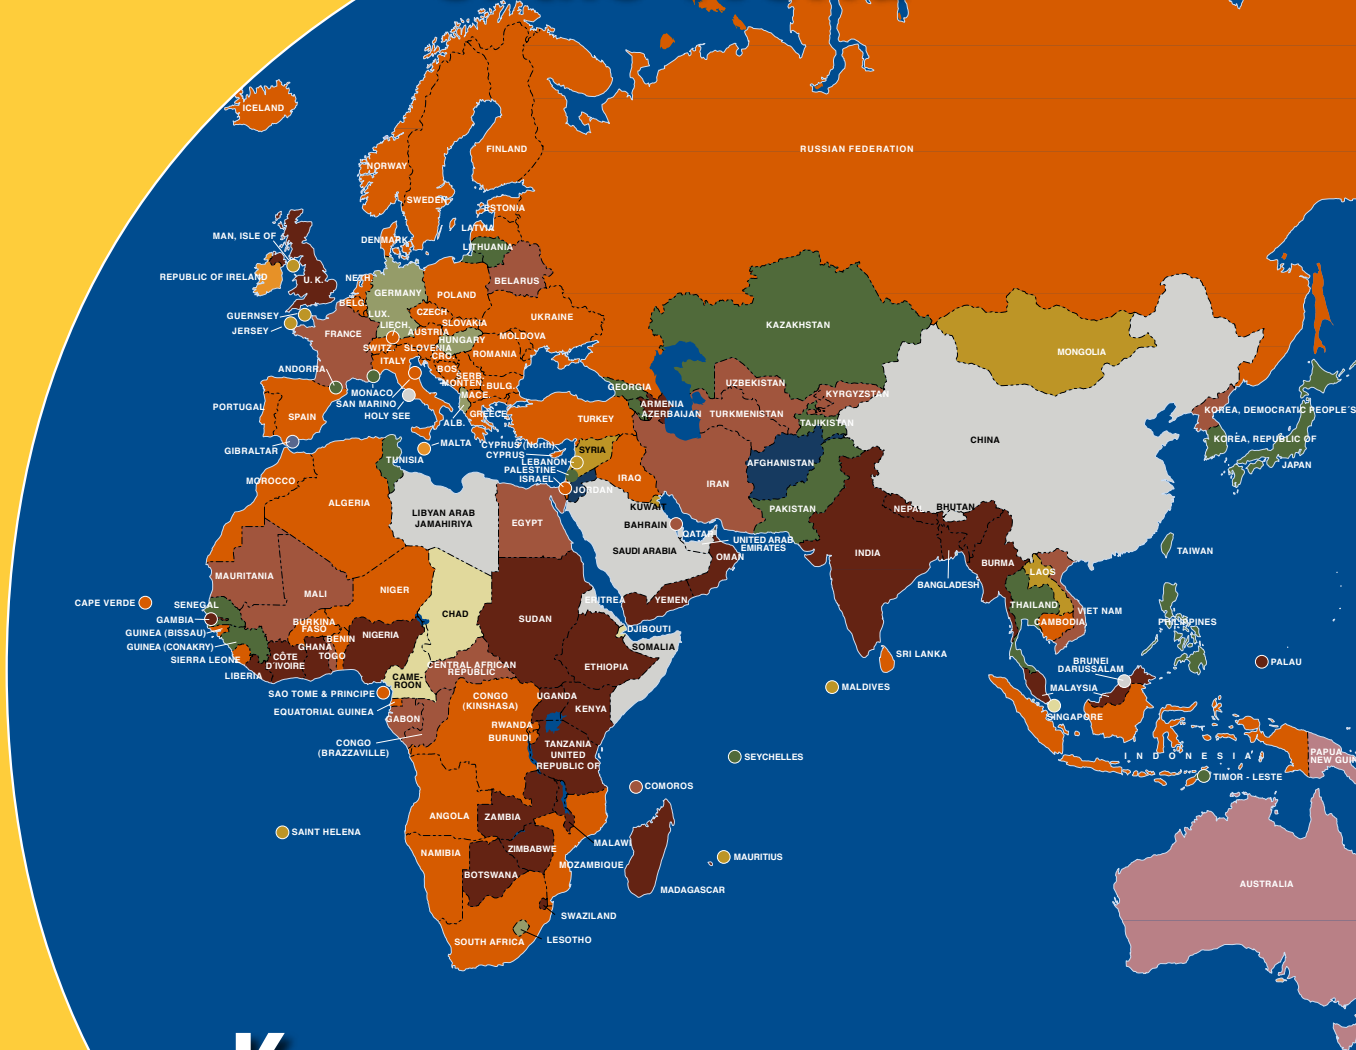 ICELAND
NORWAY
SWEDEN
FINLAND
RUSSIAN FEDERATION
ESTONIA
LATVIA
LITHUANIA
DENMARK
MAN, ISLE OF
REPUBLIC OF IRELAND
U. K.
NETH.
BELG.
GERMANY
POLAND
BELARUS
GUERNSEY
JERSEY
LUX.
LIECH.
CZECH
SLOVAKIA
UKRAINE
FRANCE
AUSTRIA
HUNGARY
MOLDOVA
SWITZ.
SLOVENIA
CRO.
ROMANIA
ITALY
BOS.
SERB.
MONTEN.
BULG.
MACE.
ANDORRA
MONACO
SAN MARINO
HOLY SEE
PORTUGAL
SPAIN
ALB.
GREECE
GIBRALTAR
MALTA
TURKEY
CYPRUS (North)
CYPRUS
LEBANON
SYRIA
PALESTINE
ISRAEL
JORDAN
IRAQ
GEORGIA
ARMENIA
AZERBAIJAN
KAZAKHSTAN
UZBEKISTAN
TURKMENISTAN
KYRGYZSTAN
TAJIKISTAN
MONGOLIA
CHINA
KOREA, DEMOCRATIC PEOPLE'S
KOREA, REPUBLIC OF
JAPAN
AFGHANISTAN
PAKISTAN
IRAN
KUWAIT
BAHRAIN
QATAR
UNITED ARAB
EMIRATES
SAUDI ARABIA
OMAN
YEMEN
INDIA
NEPAL
BHUTAN
BANGLADESH
BURMA
LAOS
THAILAND
VIET NAM
CAMBODIA
TAIWAN
PHILIPPINES
SRI LANKA
MALDIVES
BRUNEI
DARUSSALAM
MALAYSIA
SINGAPORE
PALAU
INDONESIA
TIMOR - LESTE
PAPUA
NEW GUIN
AUSTRALIA
MOROCCO
ALGERIA
TUNISIA
LIBYAN ARAB
JAMAHIRIYA
EGYPT
MAURITANIA
MALI
NIGER
CHAD
SUDAN
ERITREA
DJIBOUTI
SOMALIA
ETHIOPIA
CAPE VERDE
SENEGAL
GAMBIA
GUINEA (BISSAU)
GUINEA (CONAKRY)
SIERRA LEONE
LIBERIA
CÔTE
D'IVOIRE
BURKINA
FASO
GHANA
TOGO
BENIN
NIGERIA
CAME-
ROON
CENTRAL AFRICAN
REPUBLIC
SAO TOME & PRINCIPE
EQUATORIAL GUINEA
GABON
CONGO
(BRAZZAVILLE)
CONGO
(KINSHASA)
UGANDA
KENYA
RWANDA
BURUNDI
TANZANIA
UNITED
REPUBLIC OF
SEYCHELLES
COMOROS
ANGOLA
ZAMBIA
MALAWI
ZIMBABWE
MOZAMBIQUE
NAMIBIA
BOTSWANA
MADAGASCAR
MAURITIUS
SAINT HELENA
SWAZILAND
LESOTHO
SOUTH AFRICA
K